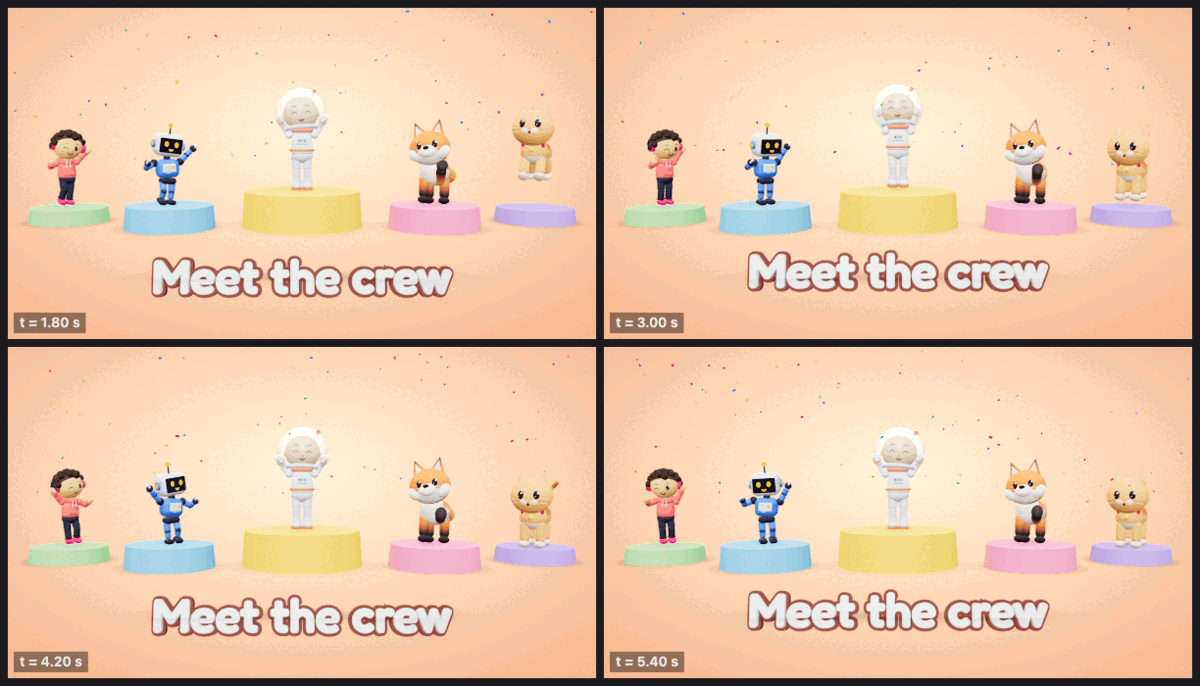 Meet the crew
t = 1.80 s
Meet the crew
t = 3.00 s
Meet the crew
t = 4.20 s
Meet the crew
t = 5.40 s